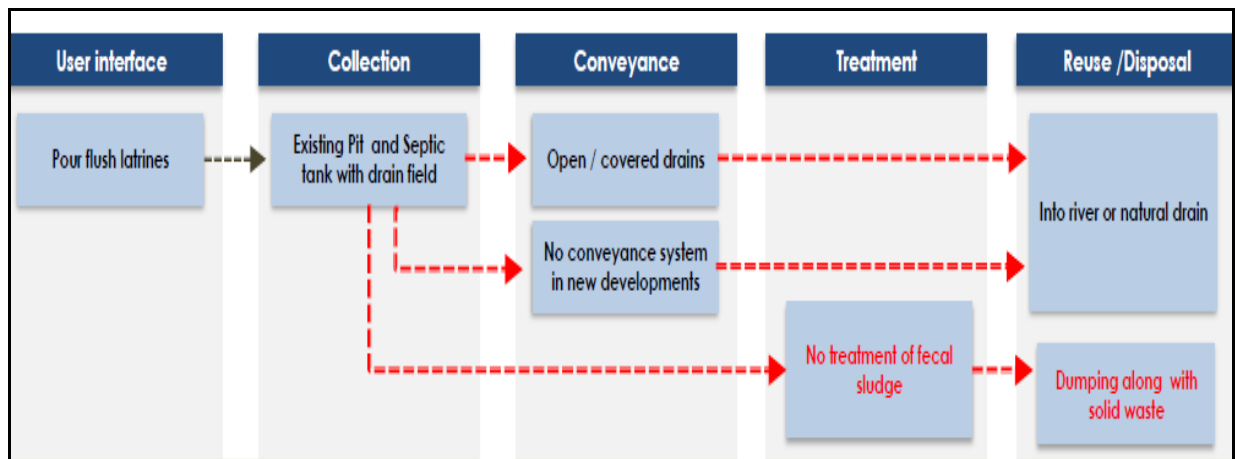 User interface
Collection
Conveyance
Treatment
Reuse /Disposal
Pour flush latrines
Existing Pit and Septic
tank with drain field
Open / covered drains
Into river or natural drain
No conveyance system
in new developments
No treatment of fecal
sludge
Dumping along with
solid waste